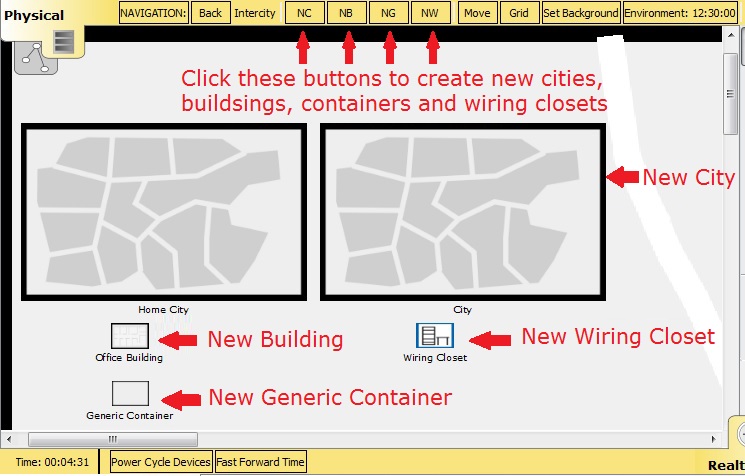 Physical
NAVIGATION: Back Intercity NC NB NG NW Move Grid Set Background Environment: 12:30:00
Click these buttons to create new cities,
buildsings, containers and wiring closets
New City
Home City
City
New Building
New Wiring Closet
Office Building
Wiring Closet
New Generic Container
Generic Container
Time: 00:04:31 Power Cycle Devices Fast Forward Time